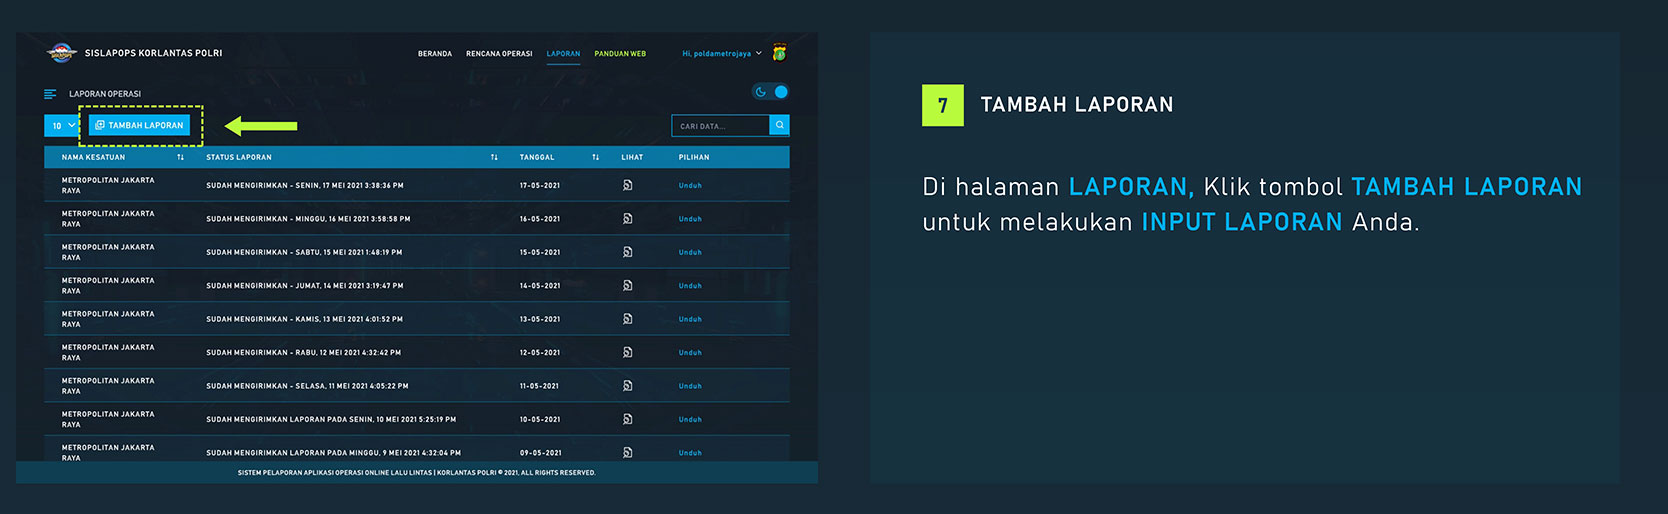 SISLAPOPS KORLANTAS POLRI
BERANDA RENCANA OPERASI LAPORAN PANDUAN WEB Hi, poldametrojaya
LAPORAN OPERASI
10 TAMBAH LAPORAN CARI DATA...
NAMA KESATUAN STATUS LAPORAN TANGGAL LIHAT PILIHAN
METROPOLITAN JAKARTA
RAYA
SUDAH MENGIRIMKAN - SENIN, 17 MEI 2021 3:38:36 PM 17-05-2021 Unduh
METROPOLITAN JAKARTA
RAYA
SUDAH MENGIRIMKAN - MINGGU, 16 MEI 2021 3:58:58 PM 16-05-2021 Unduh
METROPOLITAN JAKARTA
RAYA
SUDAH MENGIRIMKAN - SABTU, 15 MEI 2021 1:48:19 PM 15-05-2021 Unduh
METROPOLITAN JAKARTA
RAYA
SUDAH MENGIRIMKAN - JUMAT, 14 MEI 2021 3:19:47 PM 14-05-2021 Unduh
METROPOLITAN JAKARTA
RAYA
SUDAH MENGIRIMKAN - KAMIS, 13 MEI 2021 4:01:52 PM 13-05-2021 Unduh
METROPOLITAN JAKARTA
RAYA
SUDAH MENGIRIMKAN - RABU, 12 MEI 2021 4:32:42 PM 12-05-2021 Unduh
METROPOLITAN JAKARTA
RAYA
SUDAH MENGIRIMKAN - SELASA, 11 MEI 2021 4:05:22 PM 11-05-2021 Unduh
METROPOLITAN JAKARTA
RAYA
SUDAH MENGIRIMKAN LAPORAN PADA SENIN, 10 MEI 2021 5:25:19 PM 10-05-2021 Unduh
METROPOLITAN JAKARTA
RAYA
SUDAH MENGIRIMKAN LAPORAN PADA MINGGU, 9 MEI 2021 4:32:04 PM 09-05-2021 Unduh
SISTEM PELAPORAN APLIKASI OPERASI ONLINE LALU LINTAS | KORLANTAS POLRI © 2021, ALL RIGHTS RESERVED.
7 TAMBAH LAPORAN
Di halaman LAPORAN, Klik tombol TAMBAH LAPORAN
untuk melakukan INPUT LAPORAN Anda.